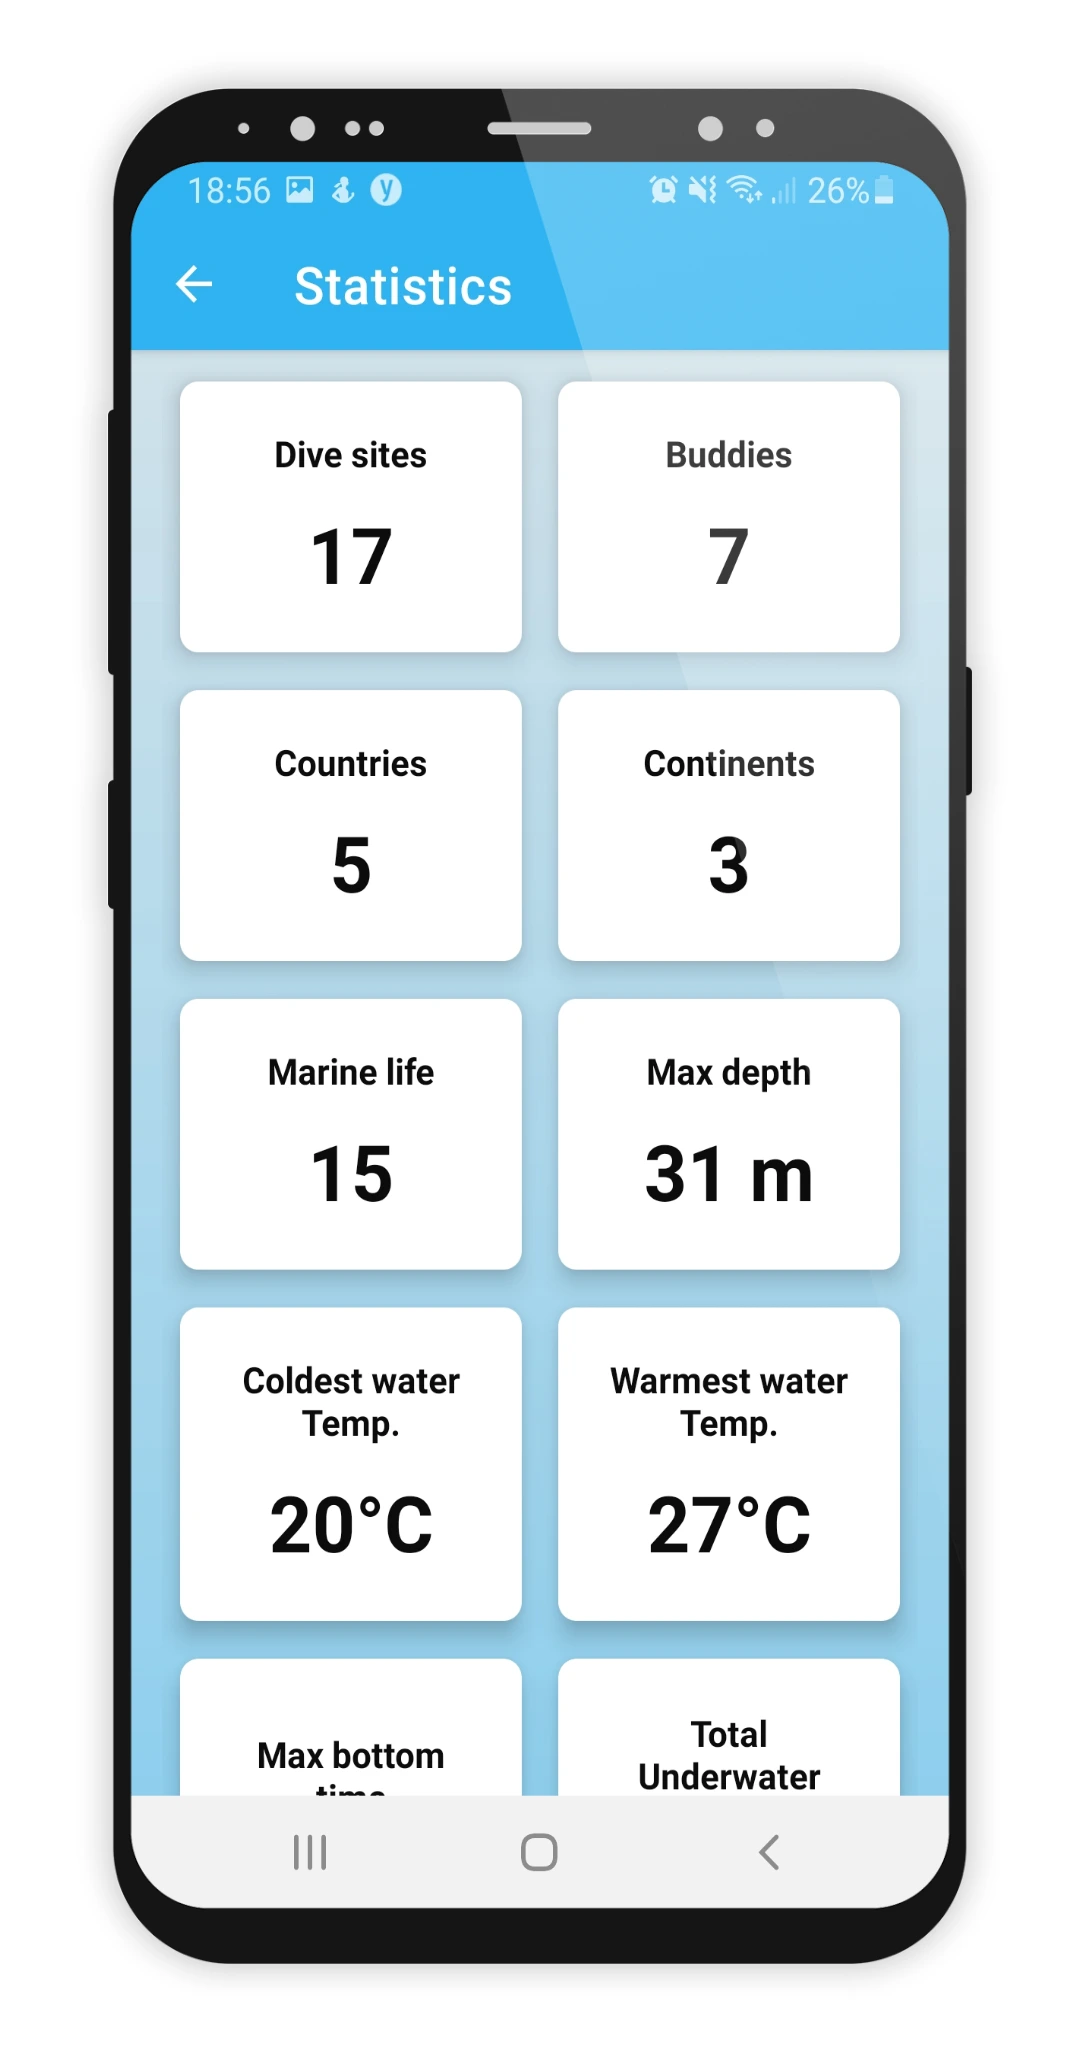 18:56 y 26%
Statistics
Dive sites
17
Buddies
7
Countries
5
Continents
3
Marine life
15
Max depth
31 m
Coldest water
Temp.
20°C
Warmest water
Temp.
27°C
Max bottom
time
Total
Underwater